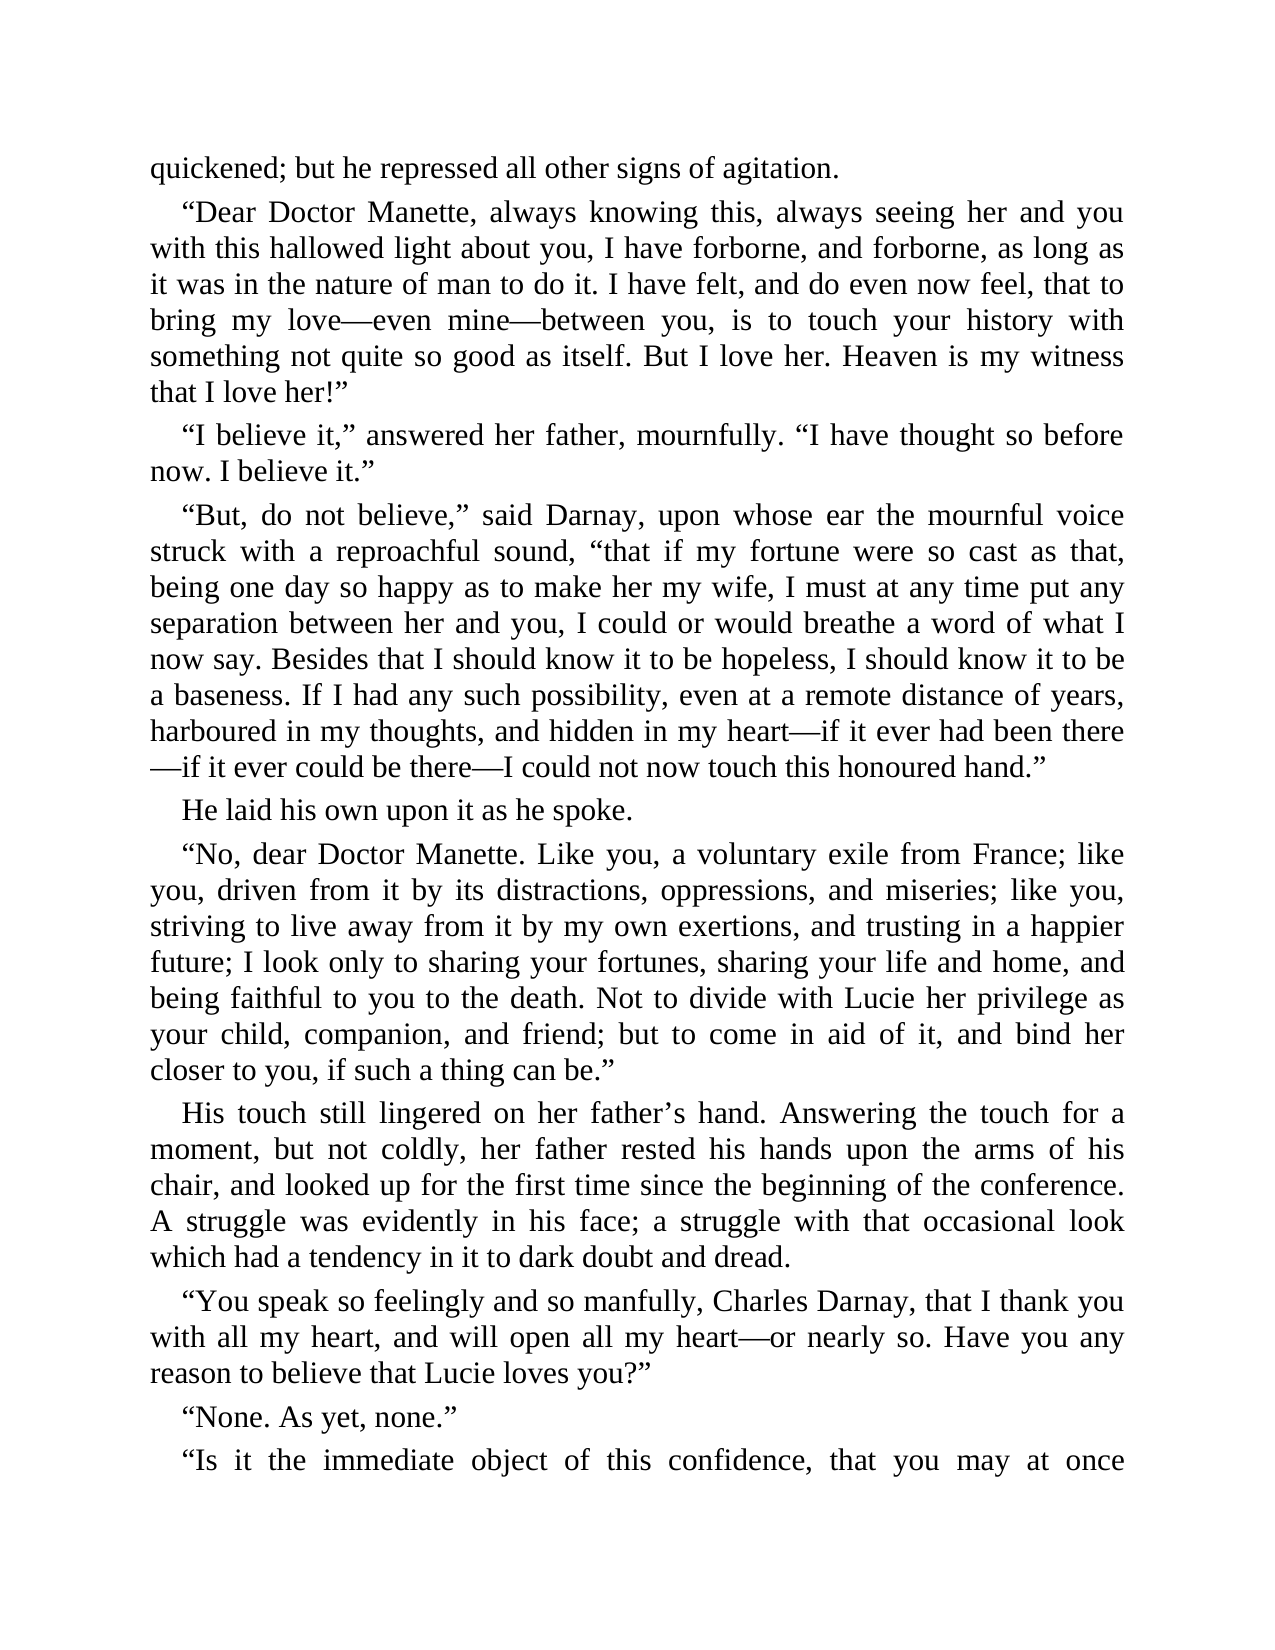 quickened; but he repressed all other signs of agitation.
“Dear Doctor Manette, always knowing this, always seeing her and you
with this hallowed light about you, I have forborne, and forborne, as long as
it was in the nature of man to do it. I have felt, and do even now feel, that to
bring my love—even mine—between you, is to touch your history with
something not quite so good as itself. But I love her. Heaven is my witness
that I love her!”
“I believe it,” answered her father, mournfully. “I have thought so before
now. I believe it.”
“But, do not believe,” said Darnay, upon whose ear the mournful voice
struck with a reproachful sound, “that if my fortune were so cast as that,
being one day so happy as to make her my wife, I must at any time put any
separation between her and you, I could or would breathe a word of what I
now say. Besides that I should know it to be hopeless, I should know it to be
a baseness. If I had any such possibility, even at a remote distance of years,
harboured in my thoughts, and hidden in my heart—if it ever had been there
—if it ever could be there—I could not now touch this honoured hand.”
He laid his own upon it as he spoke.
“No, dear Doctor Manette. Like you, a voluntary exile from France; like
you, driven from it by its distractions, oppressions, and miseries; like you,
striving to live away from it by my own exertions, and trusting in a happier
future; I look only to sharing your fortunes, sharing your life and home, and
being faithful to you to the death. Not to divide with Lucie her privilege as
your child, companion, and friend; but to come in aid of it, and bind her
closer to you, if such a thing can be.”
His touch still lingered on her father’s hand. Answering the touch for a
moment, but not coldly, her father rested his hands upon the arms of his
chair, and looked up for the first time since the beginning of the conference.
A struggle was evidently in his face; a struggle with that occasional look
which had a tendency in it to dark doubt and dread.
“You speak so feelingly and so manfully, Charles Darnay, that I thank you
with all my heart, and will open all my heart—or nearly so. Have you any
reason to believe that Lucie loves you?”
“None. As yet, none.”
“Is it the immediate object of this confidence, that you may at once